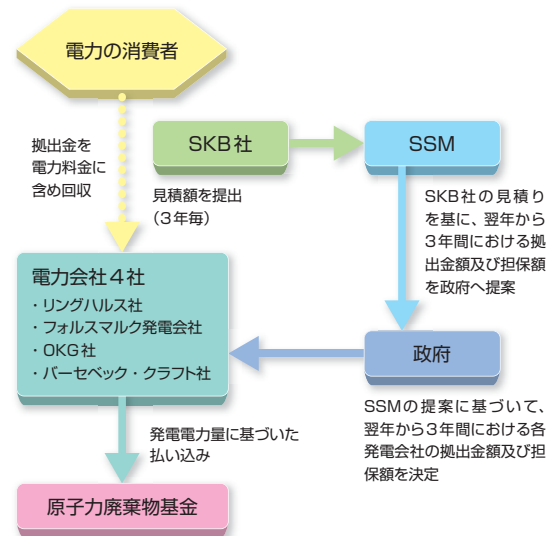 電力の消費者
拠出金を
電力料金に
含め回収
SKB社
見積額を提出
（3年毎）
SSM
SKB社の見積り
を基に、翌年から
3年間における拠
出金額及び担保額
を政府へ提案
電力会社4社
・リングハルス社
・フォルスマルク発電会社
・OKG社
・バーセベック・クラフト社
政府
SSMの提案に基づいて、
翌年から3年間における各
発電会社の拠出金額及び担
保額を決定
発電電力量に基づいた
払い込み
原子力廃棄物基金